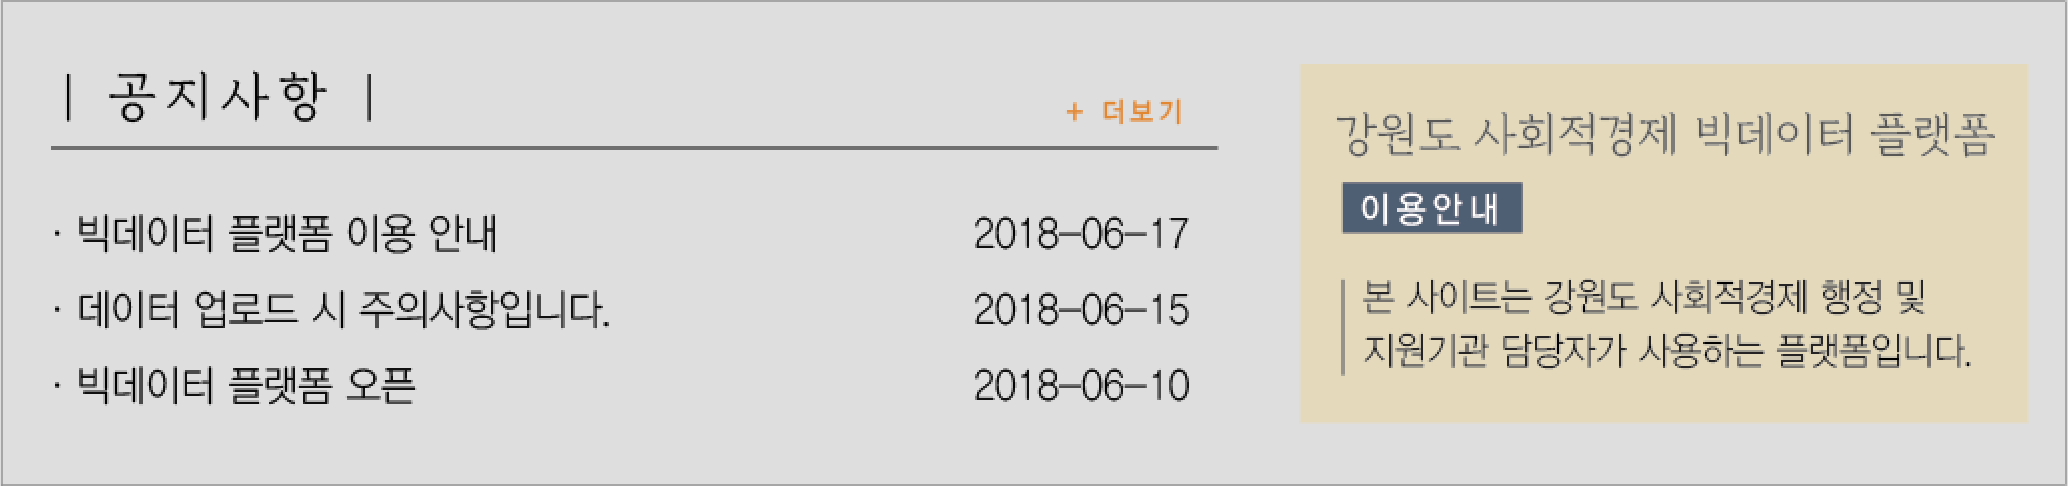 | 공지사항 |
+ 더보기
· 빅데이터 플랫폼 이용 안내 2018-06-17
· 데이터 업로드 시 주의사항입니다. 2018-06-15
· 빅데이터 플랫폼 오픈 2018-06-10
강원도 사회적경제 빅데이터 플랫폼
이용안내
본 사이트는 강원도 사회적경제 행정 및
지원기관 담당자가 사용하는 플랫폼입니다.